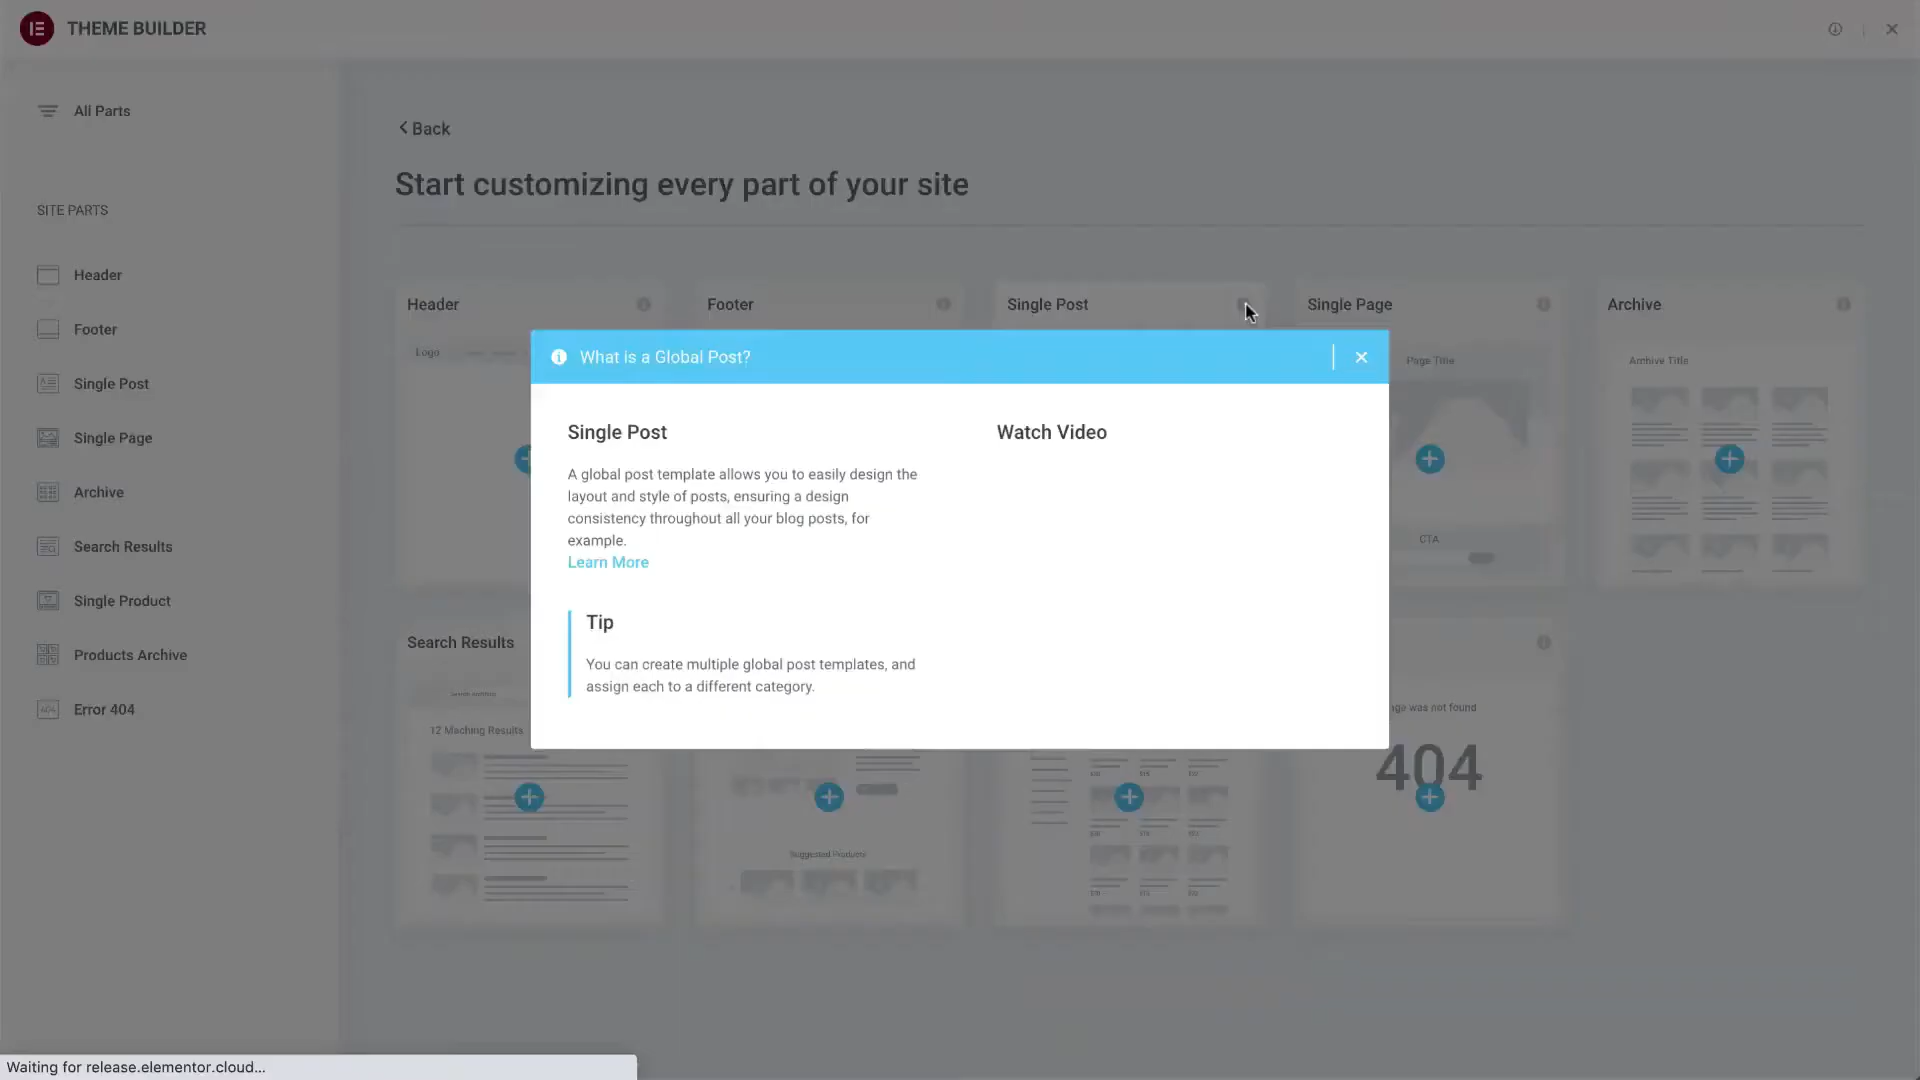 THEME BUILDER
All Parts
SITE PARTS
Header
Footer
Single Post
Single Page
Archive
Search Results
Single Product
Products Archive
Error 404
Back
Start customizing every part of your site
Header
Footer
Single Post
Single Page
Archive
Logo
Page Title
Archive Title
CTA
What is a Global Post?
Single Post
A global post template allows you to easily design the
layout and style of posts, ensuring a design
consistency throughout all your blog posts, for
example.
Learn More
Tip
You can create multiple global post templates, and
assign each to a different category.
Watch Video
Search Results
12 Maching Results
Suggested Products
was not found
404
Waiting for release.elementor.cloud...